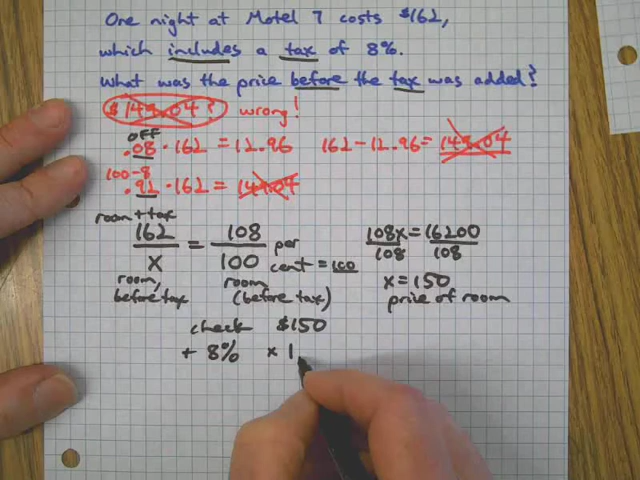 One night at Motel 7 costs $162,
which includes a tax of 8%.
What was the price before the tax was added?
$149.04? wrong!
OFF
.08 · 162 = 12.96 162 - 12.96 = 149.04
100-8
.92 · 162 = 149.04
room + tax
162 / x = 108 / 100 per cent = 100
108x = 16200
108 108
x = 150
room, before tax
room (before tax)
price of room
check $150
+ 8% x 1